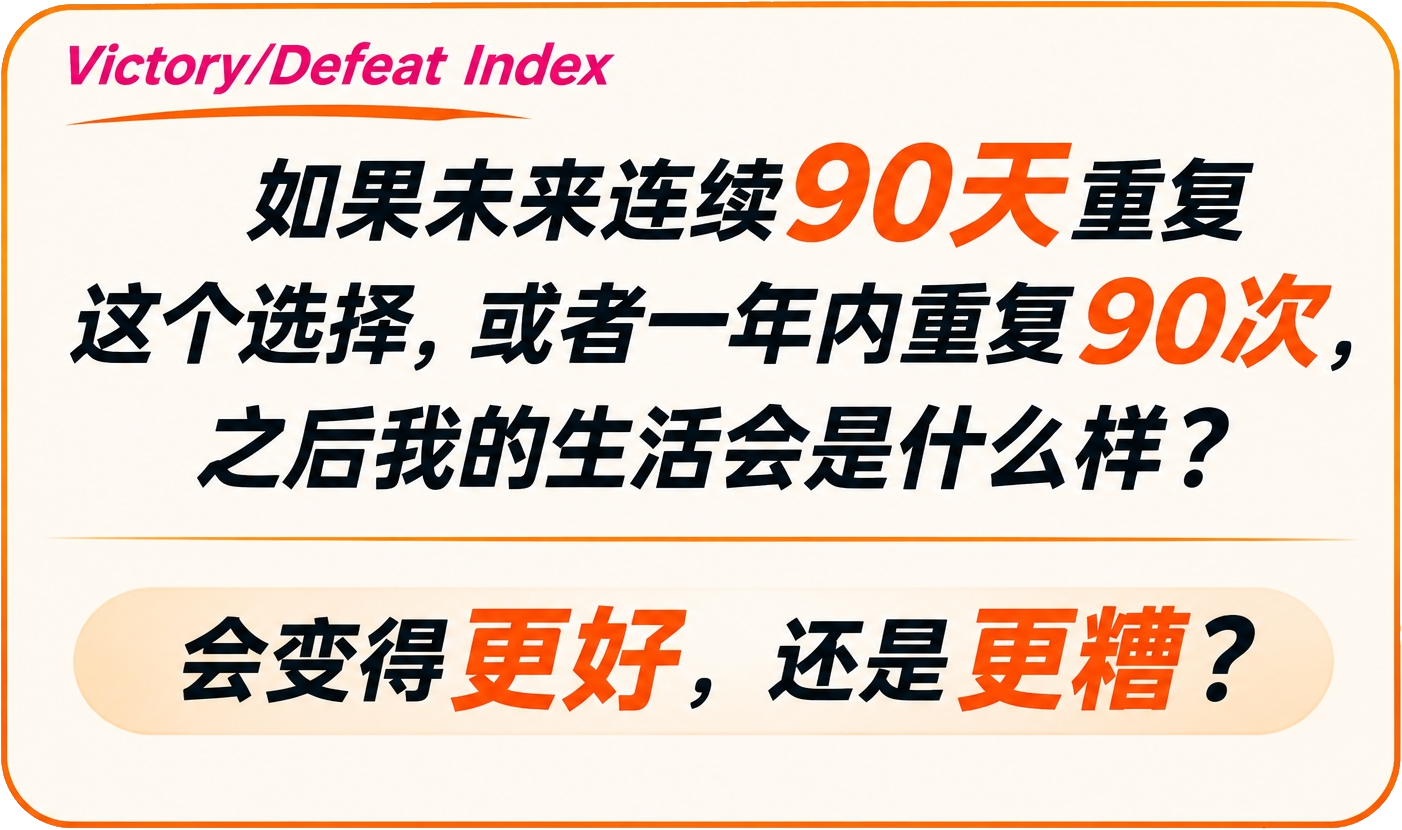 Victory/Defeat Index
如果未来连续90天重复
这个选择，或者一年内重复90次，
之后我的生活会是什么样？
会变得更好，还是更糟？